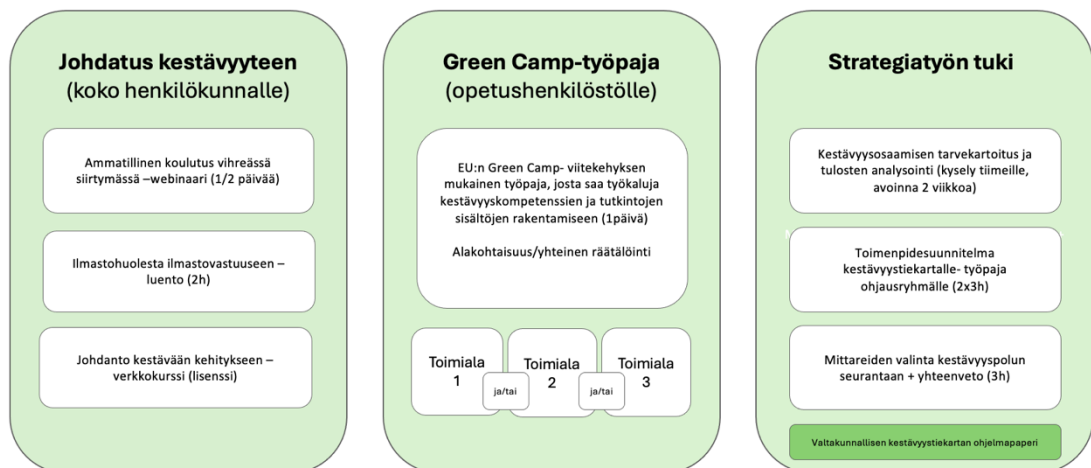 Johdatus kestävyyteen
(koko henkilökunnalle)
Ammatillinen koulutus vihreässä
siirtymässä –webinaari (1/2 päivää)
Ilmastohuolesta ilmastovastuuseen –
luento (2h)
Johdanto kestävään kehitykseen –
verkkokurssi (lisenssi)
Green Camp-työpaja
(opetushenkilöstölle)
EU:n Green Camp- viitekehyksen
mukainen työpaja, josta saa työkaluja
kestävyyskompetenssien ja tutkintojen
sisältöjen rakentamiseen (1päivä)
Alakohtaisuus/yhteinen räätälöinti
Toimiala
1
ja/tai
Toimiala
2
ja/tai
Toimiala
3
Strategiatyön tuki
Kestävyysosaamisen tarvekartoitus ja
tulosten analysointi (kysely tiimeille,
avoinna 2 viikkoa)
Toimenpidesuunnitelma
kestävyystiekartalle- työpaja
ohjausryhmälle (2x3h)
Mittareiden valinta kestävyyspolun
seurantaan + yhteenveto (3h)
Valtakunnallisen kestävyystiekartan ohjelmapaperi